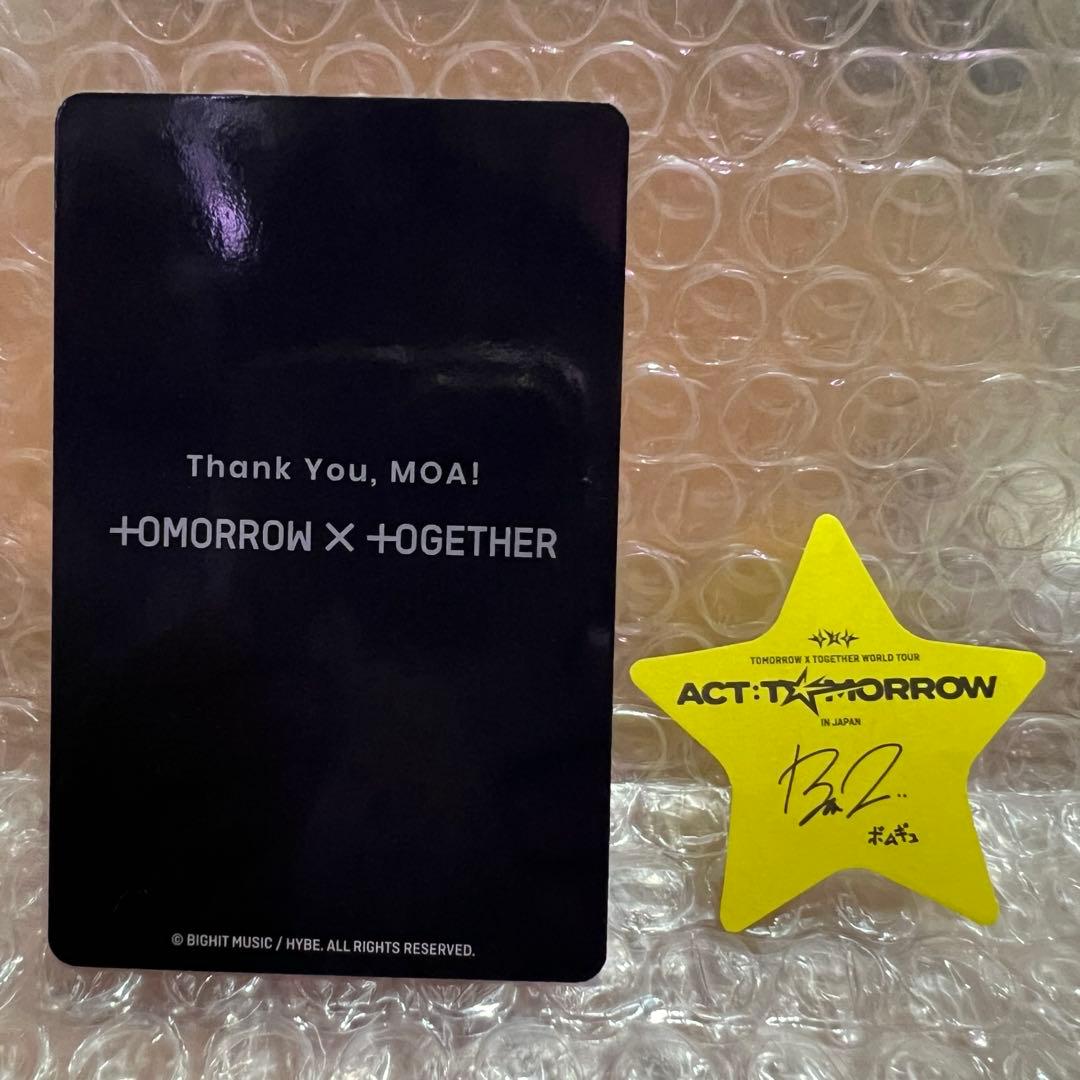 Thank You, MOA!
TOMORROW X TOGETHER
© BIGHIT MUSIC / HYBE. ALL RIGHTS RESERVED.
TOMORROW X TOGETHER WORLD TOUR
ACT : TOMORROW
IN JAPAN
ボムギュ